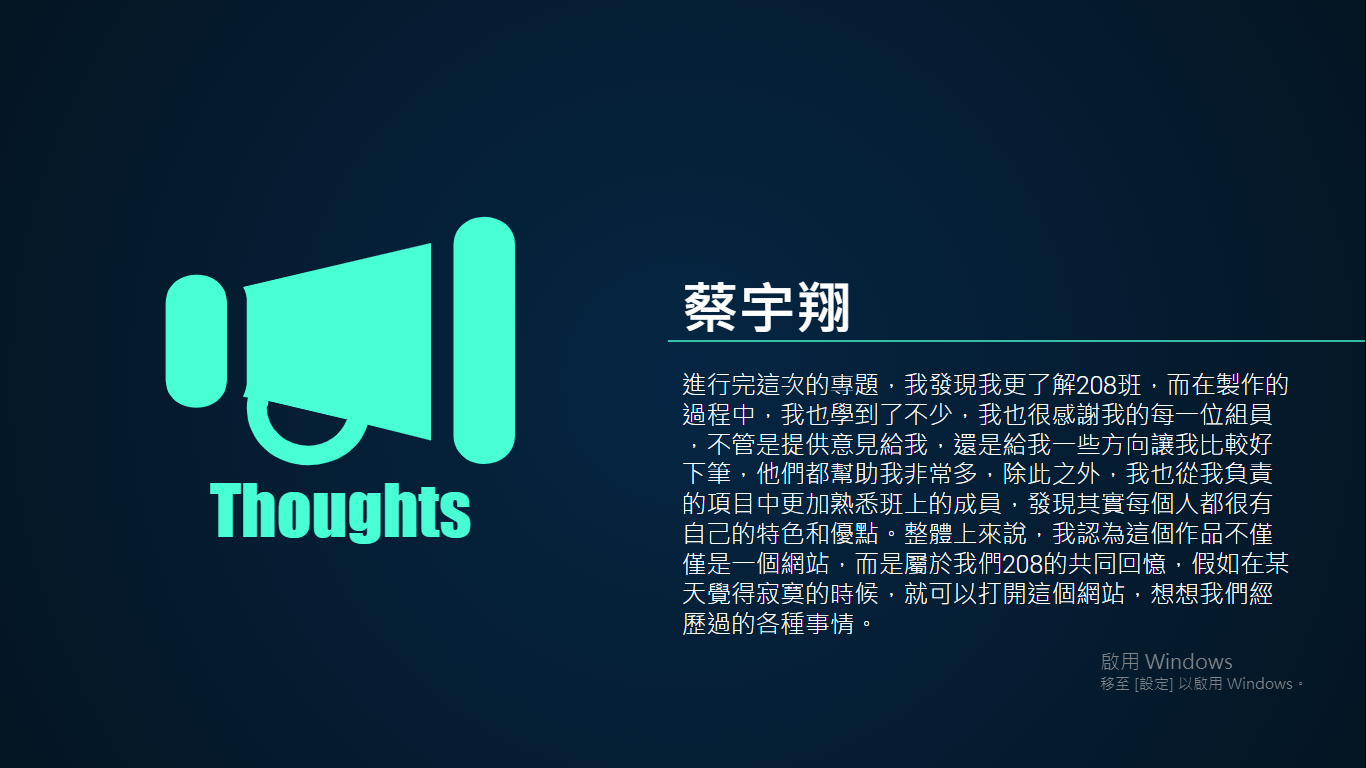 Thoughts
蔡宇翔
進行完這次的專題，我發現我更了解208班，而在製作的
過程中，我也學到了不少，我也很感謝我的每一位組員
，不管是提供意見給我，還是給我一些方向讓我比較好
下筆，他們都幫助我非常多，除此之外，我也從我負責
的項目中更加熟悉班上的成員，發現其實每個人都很有
自己的特色和優點。整體上來說，我認為這個作品不僅
僅是一個網站，而是屬於我們208的共同回憶，假如在某
天覺得寂寞的時候，就可以打開這個網站，想想我們經
歷過的各種事情。
啟用 Windows
移至 [設定] 以啟用 Windows。